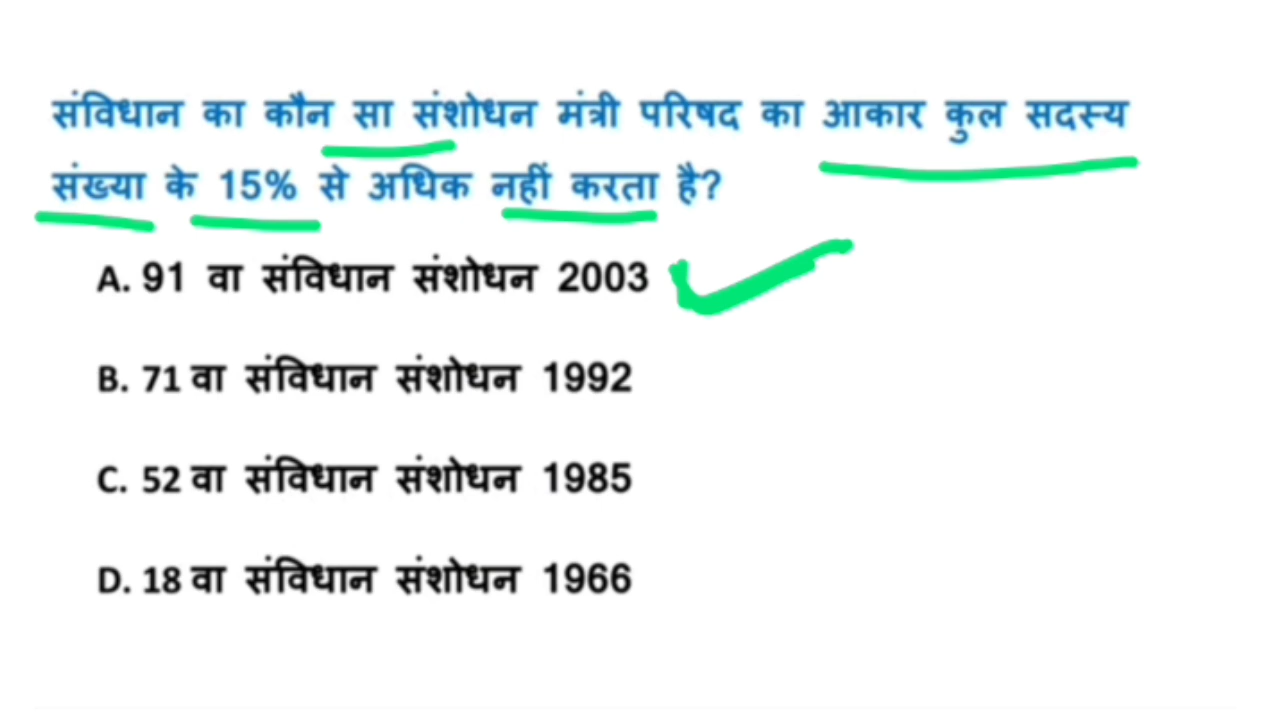 संविधान का कौन सा संशोधन मंत्री परिषद का आकार कुल सदस्य
संख्या के 15% से अधिक नहीं करता है?
A. 91 वा संविधान संशोधन 2003
B. 71 वा संविधान संशोधन 1992
C. 52 वा संविधान संशोधन 1985
D. 18 वा संविधान संशोधन 1966